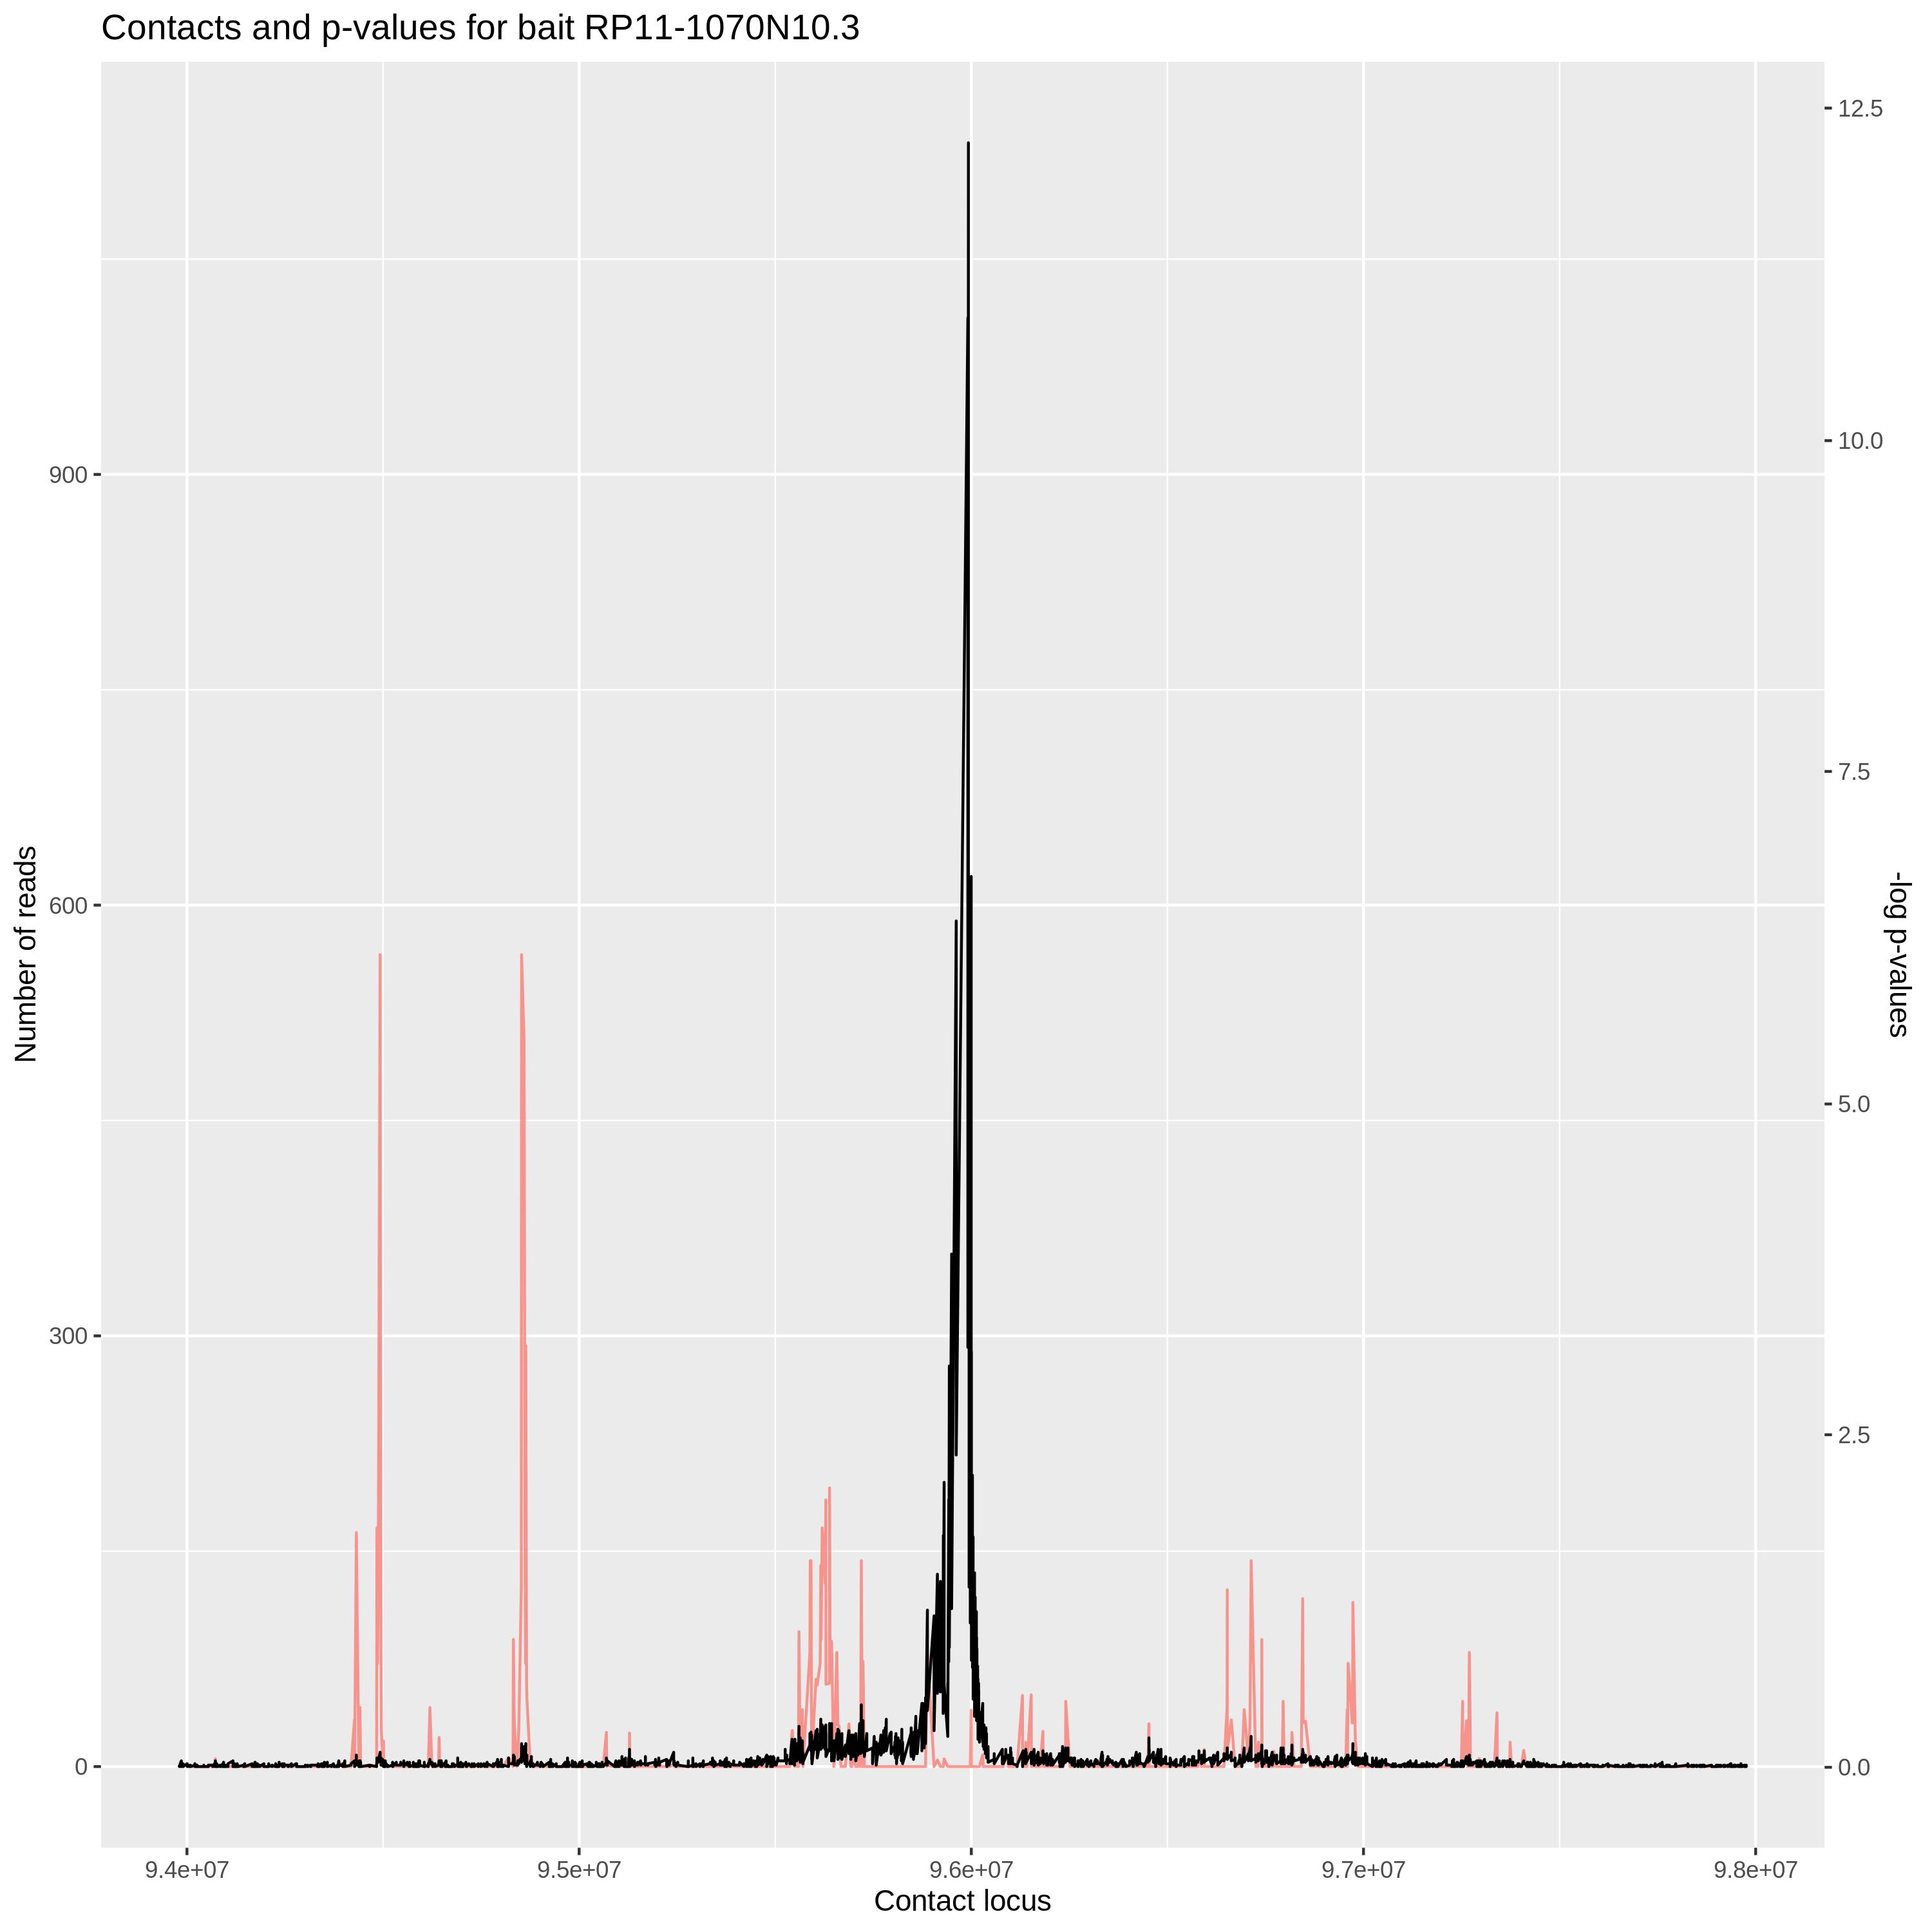 Contacts and p-values for bait RP11-1070N10.3
12.5
10.0
900
7.5
Number of reads
-log p-values
600
5.0
300
2.5
0
0.0
9.4e+07 9.5e+07 9.6e+07 9.7e+07 9.8e+07
Contact locus